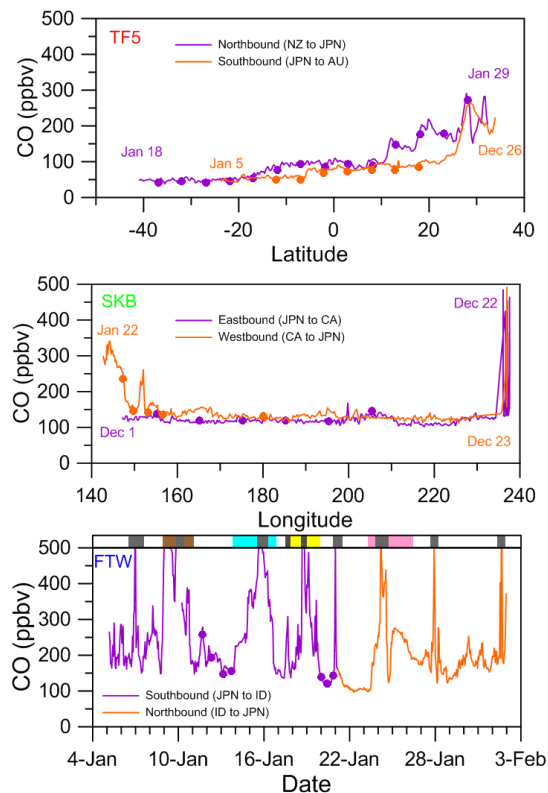 500
TF5
Northbound (NZ to JPN)
Southbound (JPN to AU)
400
Jan 29
300
CO (ppbv)
200
Jan 18
Jan 5
Dec 26
100
0
-40 -20 0 20 40
Latitude
500
SKB
Dec 22
400
Jan 22
Eastbound (JPN to CA)
Westbound (CA to JPN)
300
CO (ppbv)
200
100
Dec 1
Dec 23
0
140 160 180 200 220 240
Longitude
500
FTW
400
300
CO (ppbv)
200
100
Southbound (JPN to ID)
Northbound (ID to JPN)
0
4-Jan 10-Jan 16-Jan 22-Jan 28-Jan 3-Feb
Date